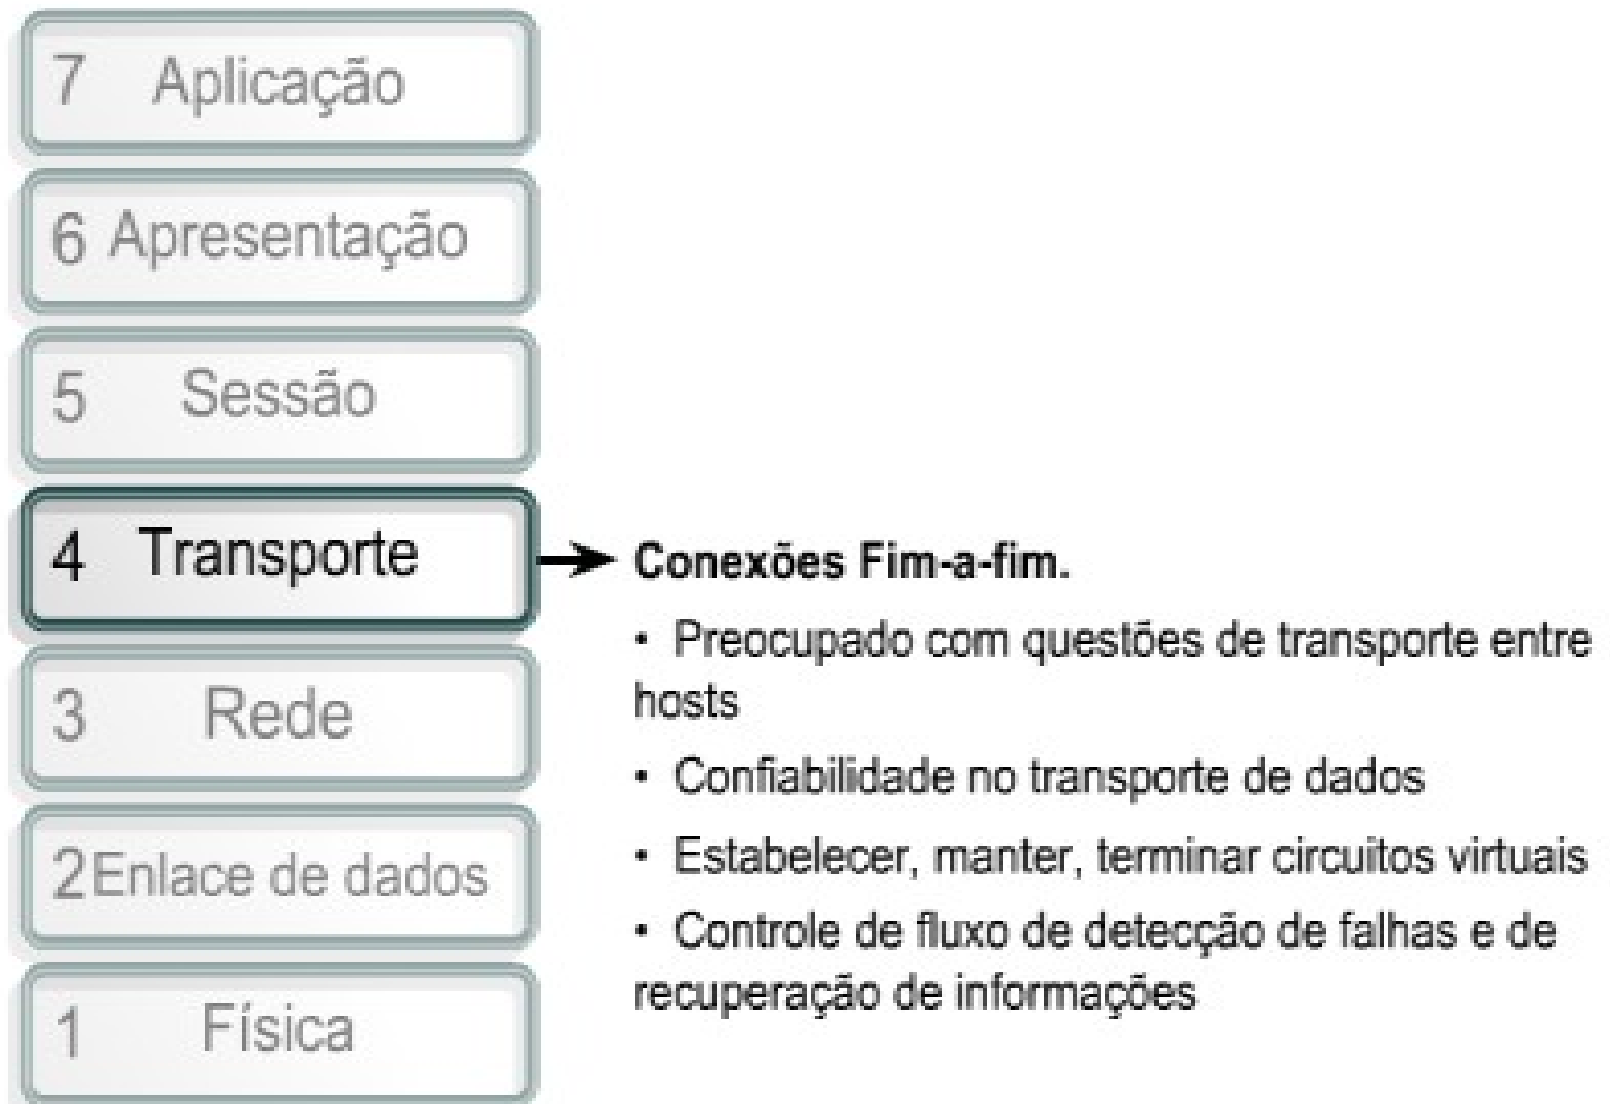 7 Aplicação
6 Apresentação
5 Sessão
4 Transporte
Conexões Fim-a-fim.
• Preocupado com questões de transporte entre
hosts
• Confiabilidade no transporte de dados
• Estabelecer, manter, terminar circuitos virtuais
• Controle de fluxo de detecção de falhas e de
recuperação de informações
3 Rede
2 Enlace de dados
1 Física